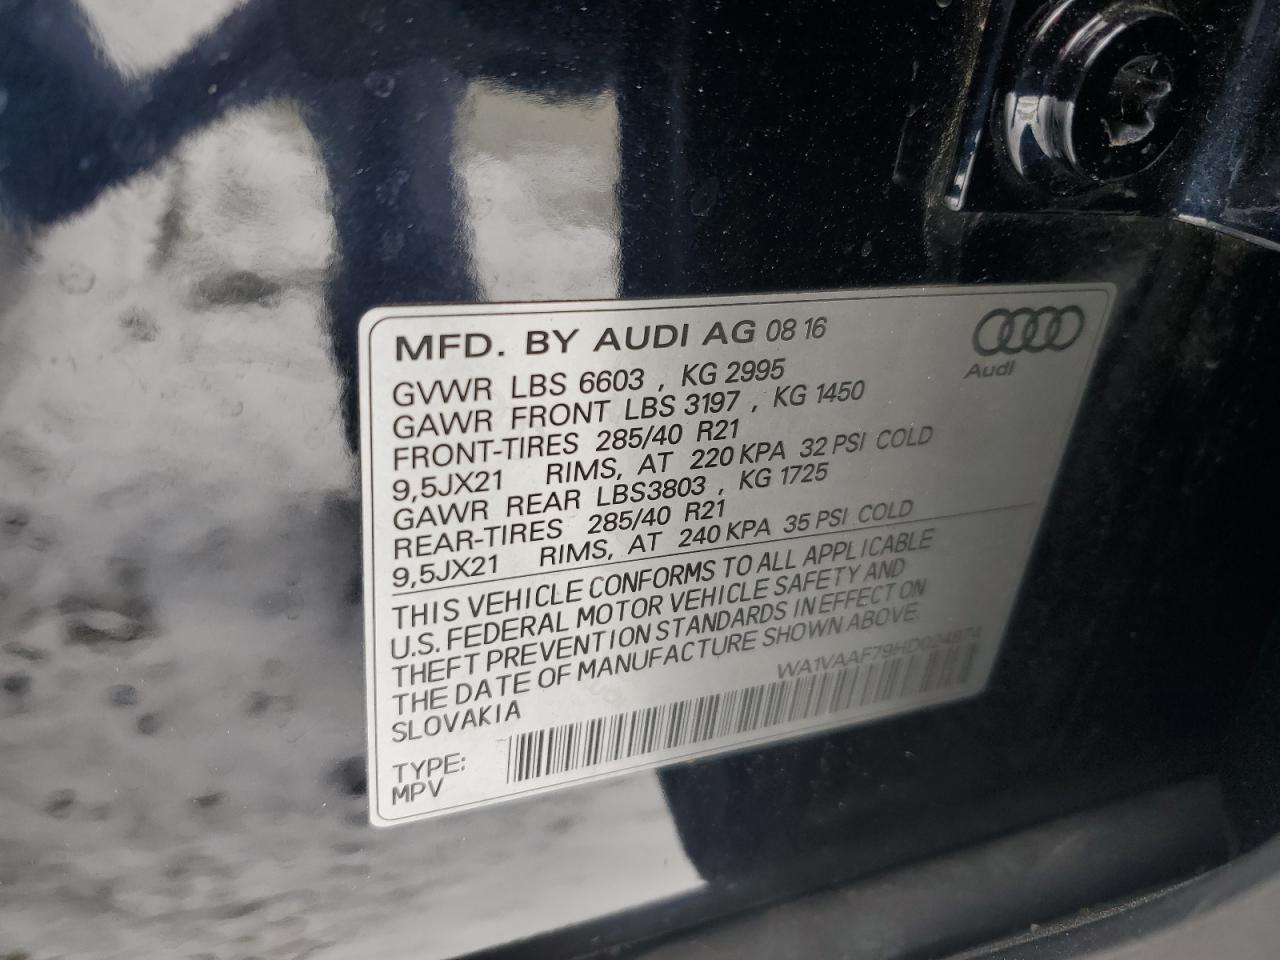 MFD. BY AUDI AG 08 16
Audi
GVWR LBS 6603 , KG 2995
GAWR FRONT LBS 3197 , KG 1450
FRONT-TIRES 285/40 R21
9,5JX21 RIMS, AT 220 KPA 32 PSI COLD
GAWR REAR LBS3803 , KG 1725
REAR-TIRES 285/40 R21
9,5JX21 RIMS, AT 240 KPA 35 PSI COLD
THIS VEHICLE CONFORMS TO ALL APPLICABLE
U.S. FEDERAL MOTOR VEHICLE SAFETY AND
THEFT PREVENTION STANDARDS IN EFFECT ON
THE DATE OF MANUFACTURE SHOWN ABOVE.
SLOVAKIA
WA1VAAF79HD024874
TYPE:
MPV